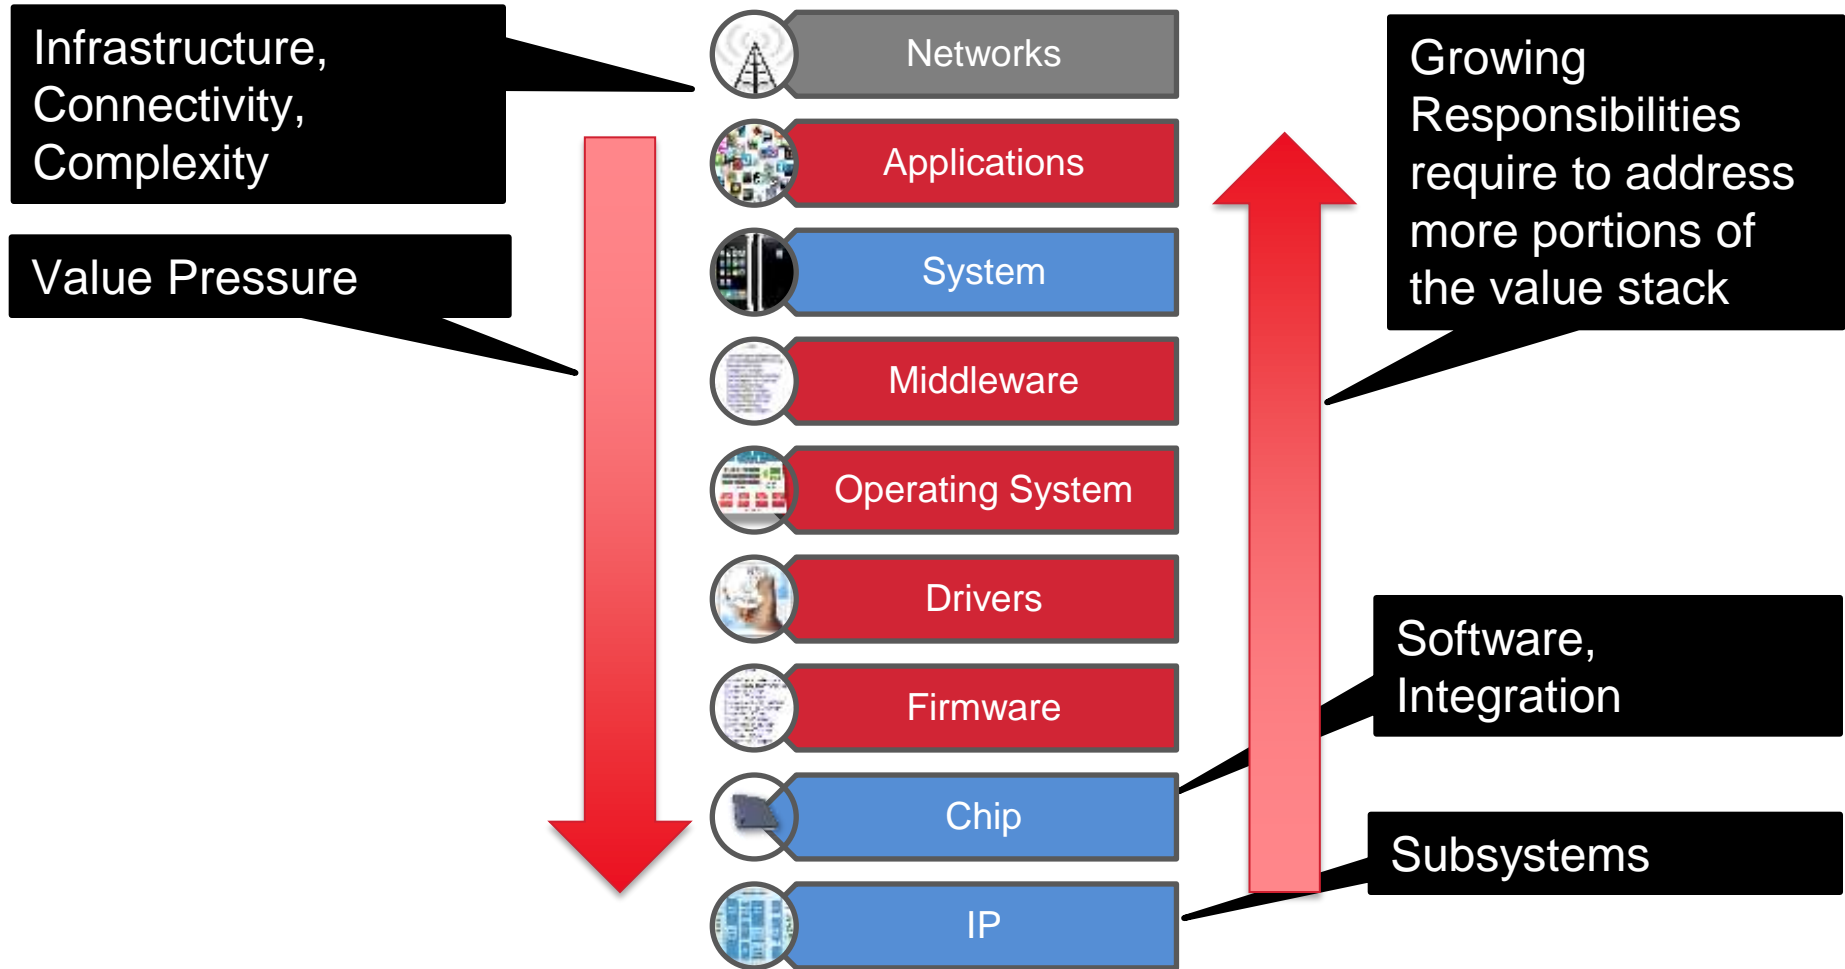 Infrastructure,
Connectivity,
Complexity
Value Pressure
Networks
Applications
System
Middleware
Operating System
Drivers
Firmware
Chip
IP
Growing
Responsibilities
require to address
more portions of
the value stack
Software,
Integration
Subsystems